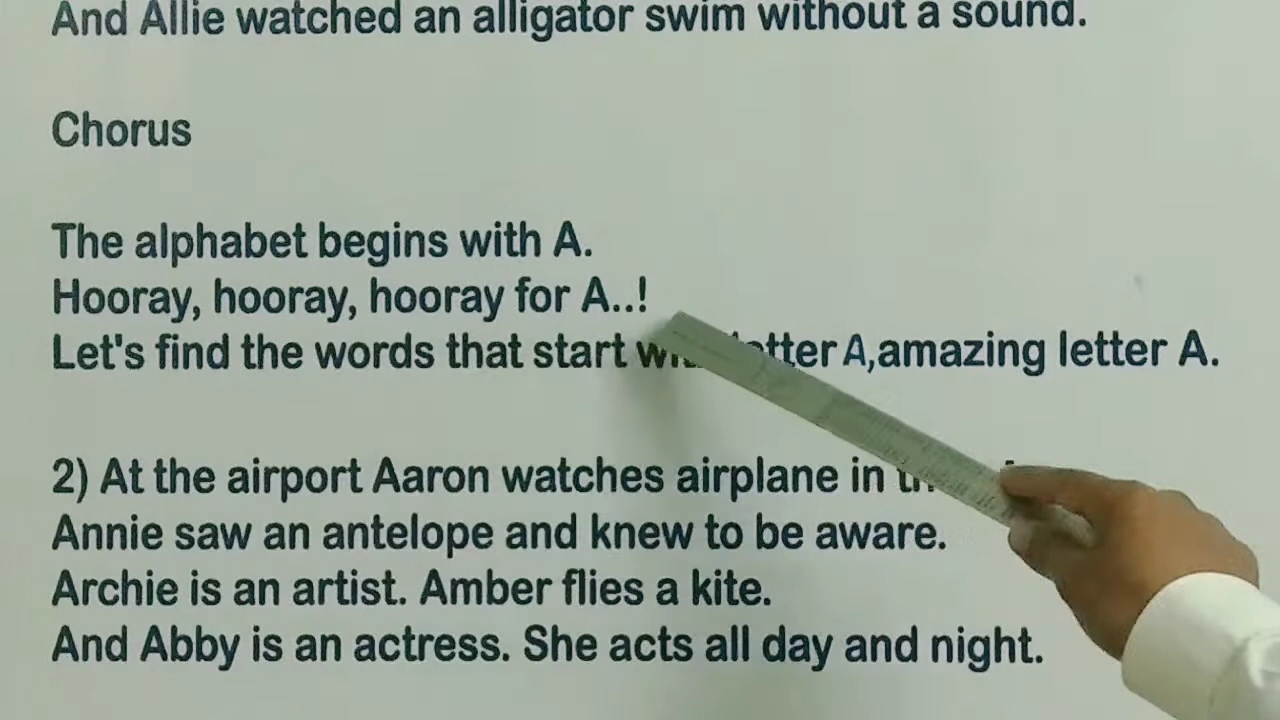 And Allie watched an alligator swim without a sound.
Chorus
The alphabet begins with A.
Hooray, hooray, hooray for A..!
Let's find the words that start letter A,amazing letter A.
2) At the airport Aaron watches airplane in
Annie saw an antelope and knew to be aware.
Archie is an artist. Amber flies a kite.
And Abby is an actress. She acts all day and night.